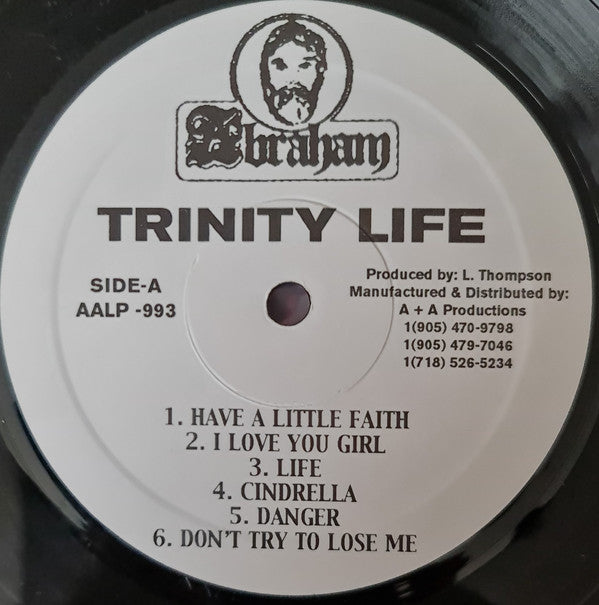 Abraham
TRINITY LIFE
SIDE-A
AALP -993
Produced by: L. Thompson
Manufactured & Distributed by:
A + A Productions
1(905) 470-9798
1(905) 479-7046
1(718) 526-5234
1. HAVE A LITTLE FAITH
2. I LOVE YOU GIRL
3. LIFE
4. CINDRELLA
5. DANGER
6. DON'T TRY TO LOSE ME